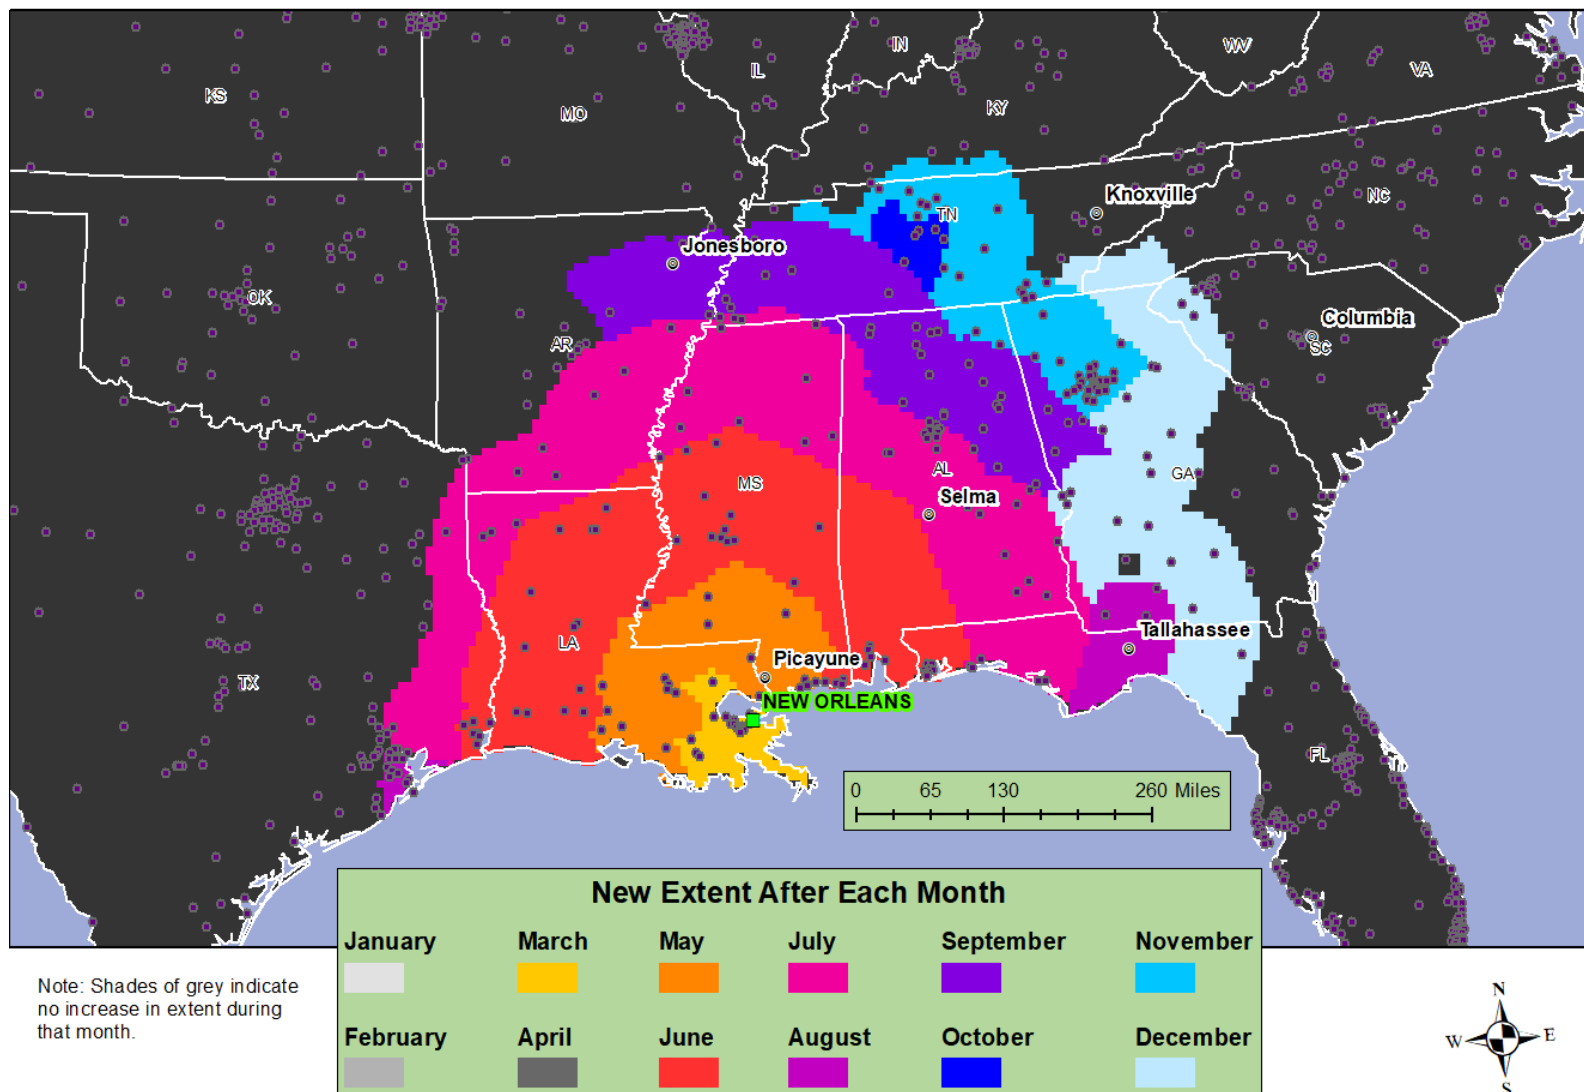 IN
WV
IL
VA
KS
MO
KY
Knoxville
NC
TN
Jonesboro
OK
Columbia
AR
SC
MS
AL
GA
Selma
Tallahassee
LA
Picayune
TX
NEW ORLEANS
FL
0 65 130 260 Miles
New Extent After Each Month
January March May July September November
February April June August October December
Note: Shades of grey indicate
no increase in extent during
that month.
N
W E
S